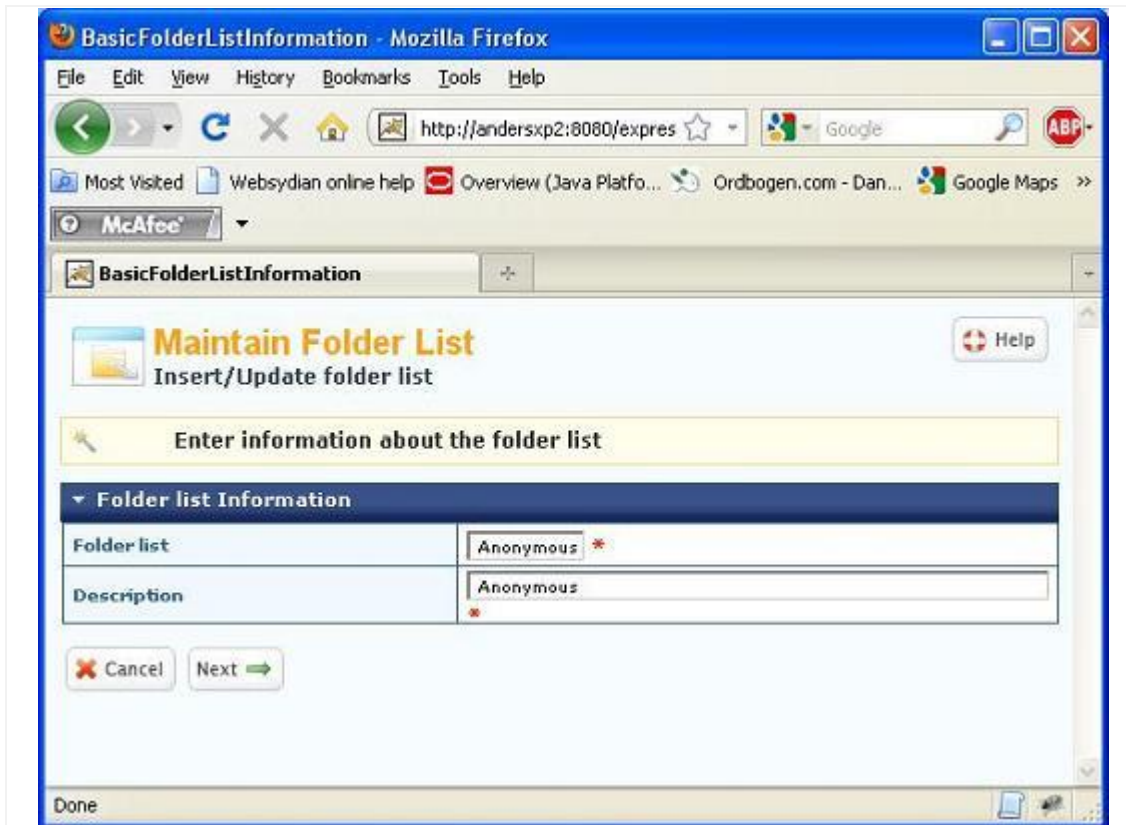 BasicFolderListInformation - Mozilla Firefox
File Edit View History Bookmarks Tools Help
http://andersxp2:8080/expres Google ABP
Most Visited Websydian online help Overview (Java Platfo... Ordbogen.com - Dan... Google Maps »
McAfee
BasicFolderListInformation
Maintain Folder List
Help
Insert/Update folder list
Enter information about the folder list
Folder list Information
Folder list Anonymous *
Description Anonymous
*
Cancel Next
Done